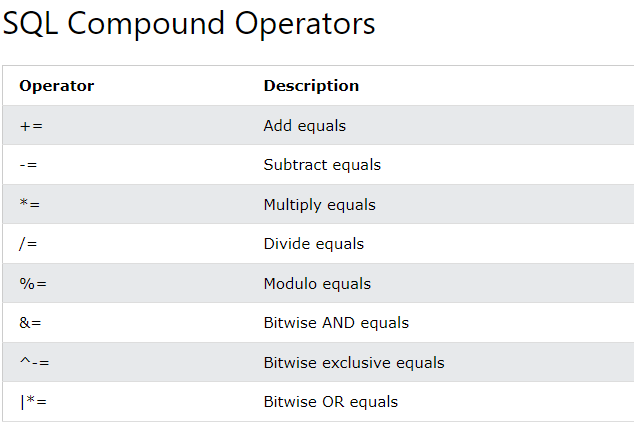 SQL Compound Operators
Operator Description
+= Add equals
-= Subtract equals
*= Multiply equals
/= Divide equals
%= Modulo equals
&= Bitwise AND equals
^-= Bitwise exclusive equals
|*= Bitwise OR equals